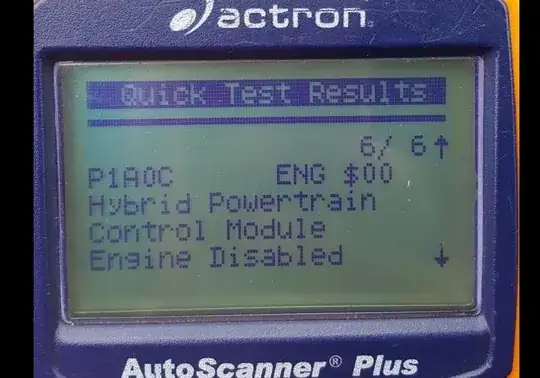 actron®
Quick Test Results
6/ 6↑
P1A0C ENG $00
Hybrid Powertrain
Control Module
Engine Disabled ↓
AutoScanner® Plus